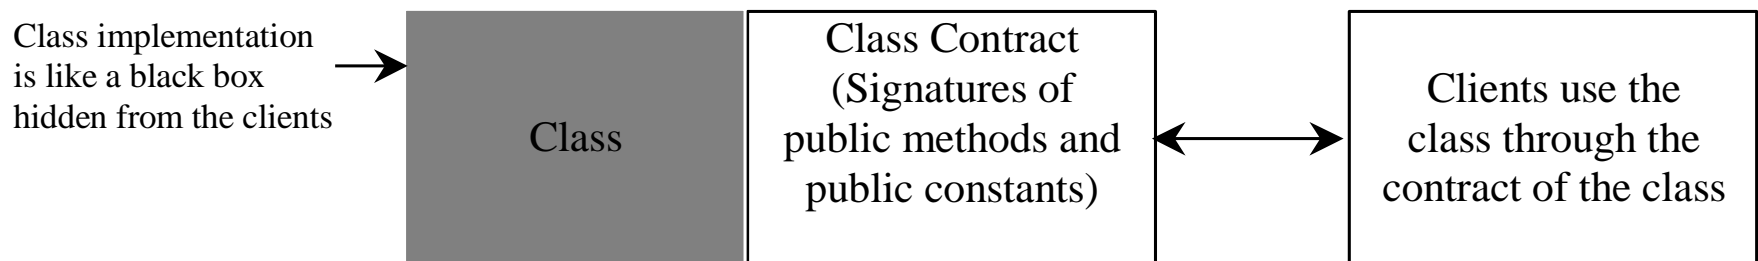 Class implementation
is like a black box
hidden from the clients
Class
Class Contract
(Signatures of
public methods and
public constants)
Clients use the
class through the
contract of the class